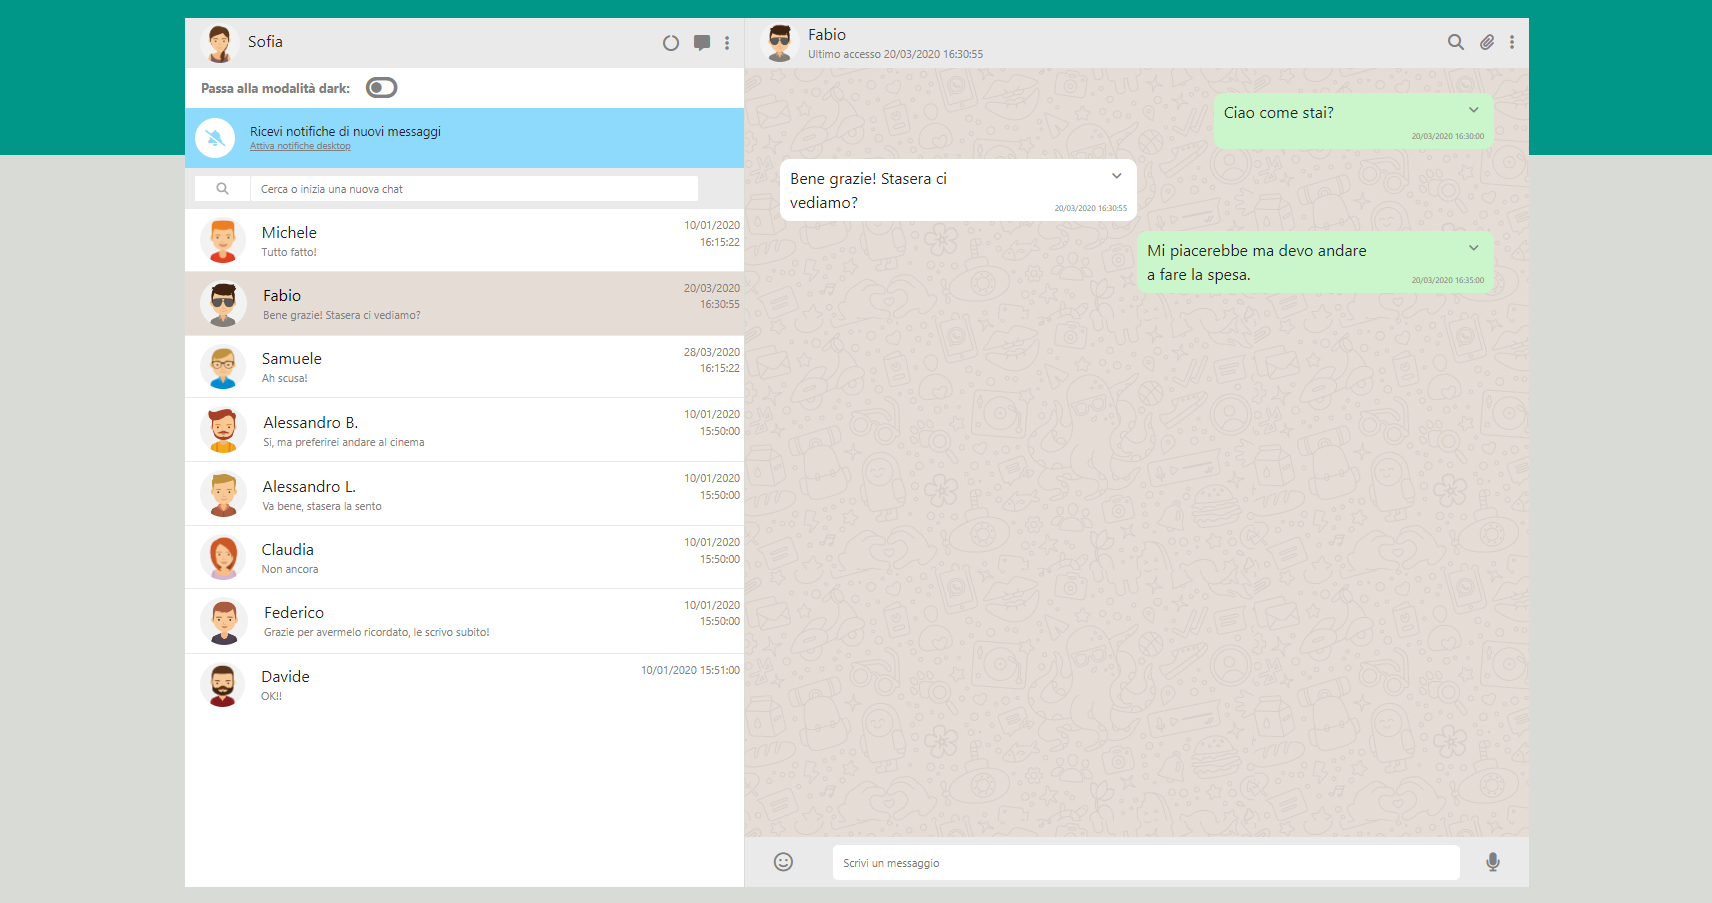 Sofia
Passa alla modalità dark:
Ricevi notifiche di nuovi messaggi
Attiva notifiche desktop
Cerca o inizia una nuova chat
Michele
Tutto fatto!
10/01/2020
16:15:22
Fabio
Bene grazie! Stasera ci vediamo?
20/03/2020
16:30:55
Samuele
Ah scusa!
28/03/2020
16:15:22
Alessandro B.
Si, ma preferirei andare al cinema
10/01/2020
15:50:00
Alessandro L.
Va bene, stasera la sento
10/01/2020
15:50:00
Claudia
Non ancora
10/01/2020
15:50:00
Federico
Grazie per avermelo ricordato, le scrivo subito!
10/01/2020
15:50:00
Davide
OK!!
10/01/2020 15:51:00
Fabio
Ultimo accesso 20/03/2020 16:30:55
Ciao come stai?
20/03/2020 16:30:00
Bene grazie! Stasera ci
vediamo?
20/03/2020 16:30:55
Mi piacerebbe ma devo andare
a fare la spesa.
20/03/2020 16:35:00
Scrivi un messaggio